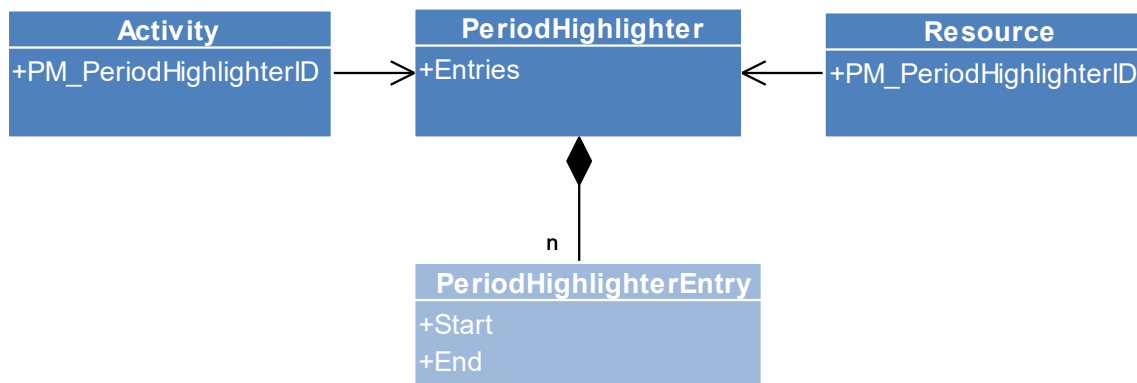 Activity
+PM_PeriodHighlighterID
PeriodHighlighter
+Entries
Resource
+PM_PeriodHighlighterID
n
PeriodHighlighterEntry
+Start
+End